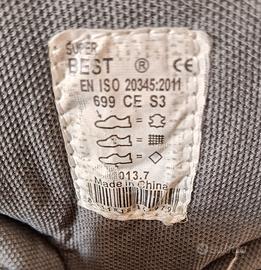 SUPER
BEST ® CE
EN ISO 20345:2011
699 CE S3
013.7
Made in China